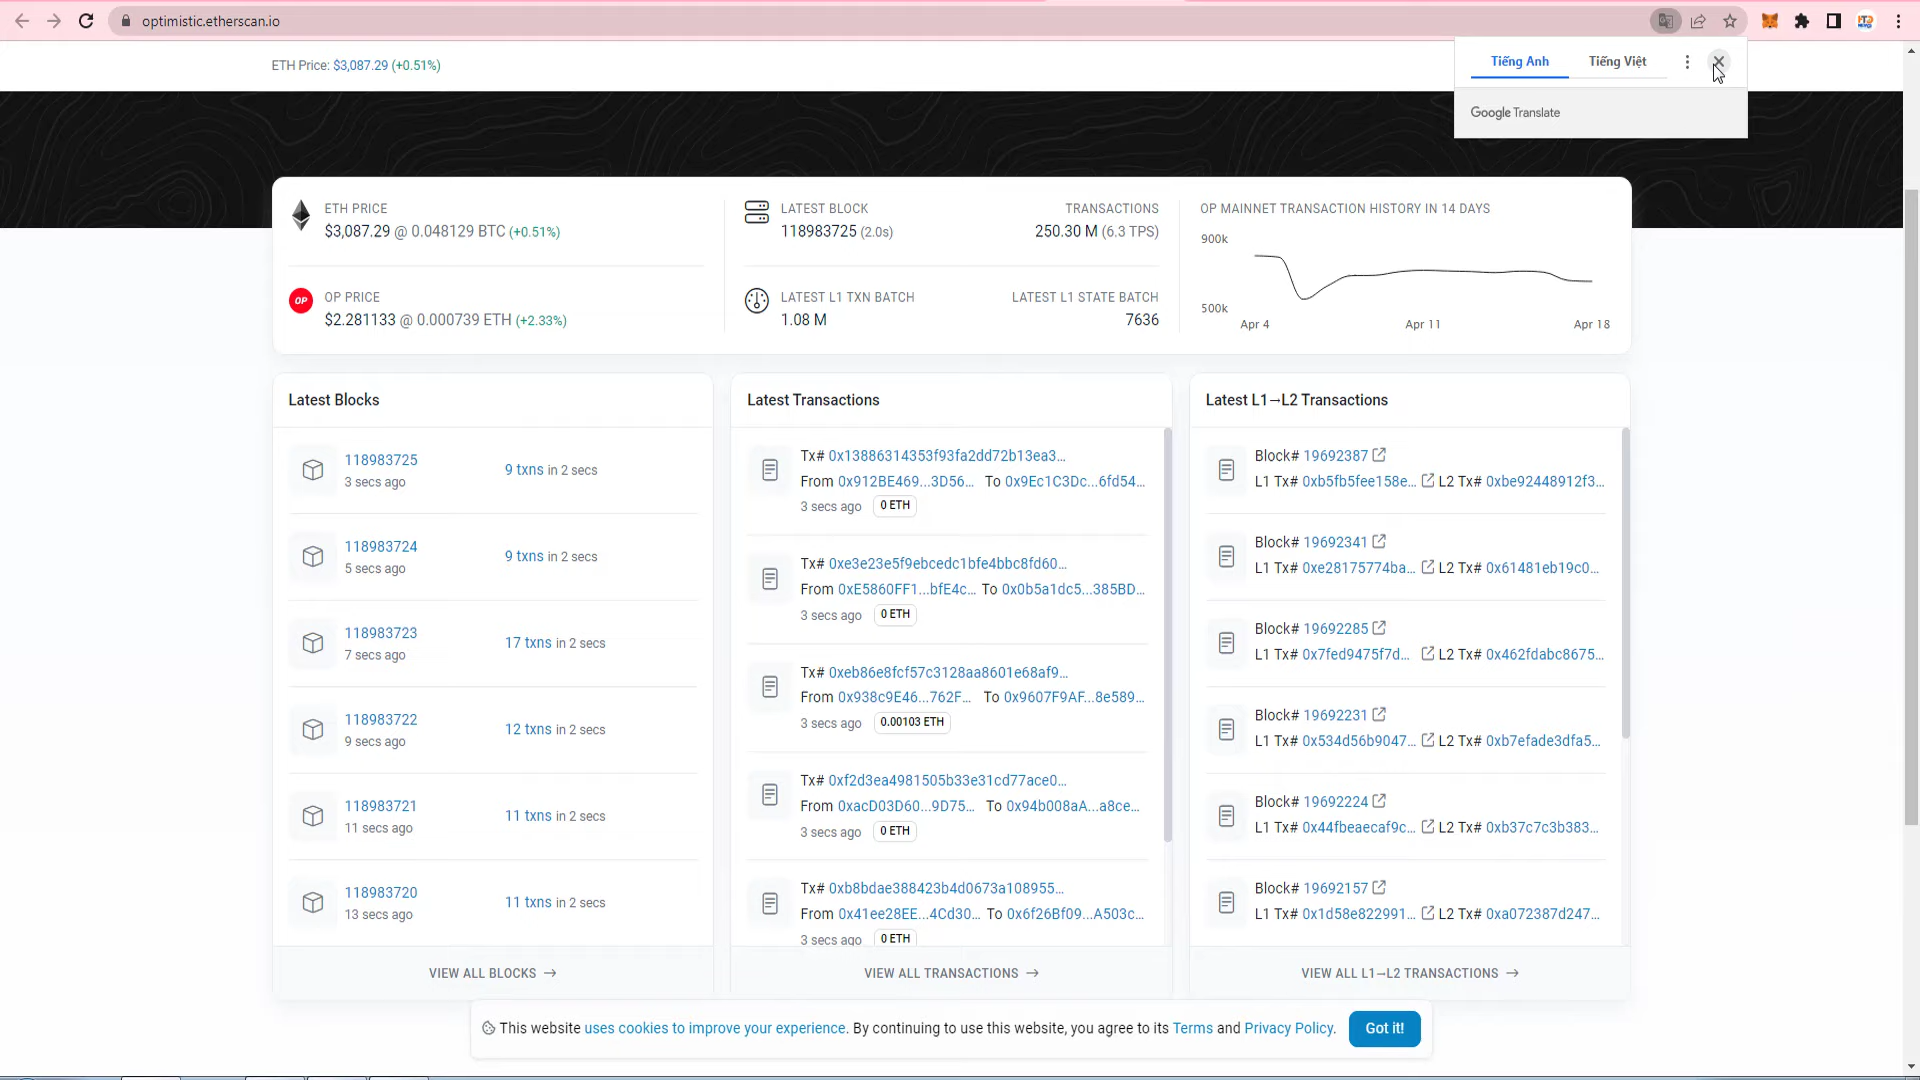 optimistic.etherscan.io
ETH Price: $3,087.29 (+0.51%)
Tiếng Anh
Tiếng Việt
Google Translate
ETH PRICE
$3,087.29 @ 0.048129 BTC (+0.51%)
OP
OP PRICE
$2.281133 @ 0.000739 ETH (+2.33%)
LATEST BLOCK
118983725 (2.0s)
TRANSACTIONS
250.30 M (6.3 TPS)
LATEST L1 TXN BATCH
1.08 M
LATEST L1 STATE BATCH
7636
OP MAINNET TRANSACTION HISTORY IN 14 DAYS
900k
500k
Apr 4
Apr 11
Apr 18
Latest Blocks
118983725
3 secs ago
9 txns in 2 secs
118983724
5 secs ago
9 txns in 2 secs
118983723
7 secs ago
17 txns in 2 secs
118983722
9 secs ago
12 txns in 2 secs
118983721
11 secs ago
11 txns in 2 secs
118983720
13 secs ago
11 txns in 2 secs
VIEW ALL BLOCKS →
Latest Transactions
Tx# 0x13886314353f93fa2dd72b13ea3...
From 0x912BE469...3D56... To 0x9Ec1C3Dc...6fd54...
3 secs ago 0 ETH
Tx# 0xe3e23e5f9ebcedc1bfe4bbc8fd60...
From 0xE5860FF1...bfE4c... To 0x0b5a1dc5...385BD...
3 secs ago 0 ETH
Tx# 0xeb86e8fcf57c3128aa8601e68af9...
From 0x938c9E46...762F... To 0x9607F9AF...8e589...
3 secs ago 0.00103 ETH
Tx# 0xf2d3ea4981505b33e31cd77ace0...
From 0xacD03D60...9D75... To 0x94b008aA...a8ce...
3 secs ago 0 ETH
Tx# 0xb8bdae388423b4d0673a108955...
From 0x41ee28EE...4Cd30... To 0x6f26Bf09...A503c...
3 secs ago 0 ETH
VIEW ALL TRANSACTIONS →
Latest L1→L2 Transactions
Block# 19692387
L1 Tx# 0xb5fb5fee158e... L2 Tx# 0xbe92448912f3...
Block# 19692341
L1 Tx# 0xe28175774ba... L2 Tx# 0x61481eb19c0...
Block# 19692285
L1 Tx# 0x7fed9475f7d... L2 Tx# 0x462fdabc8675...
Block# 19692231
L1 Tx# 0x534d56b9047... L2 Tx# 0xb7efade3dfa5...
Block# 19692224
L1 Tx# 0x44fbeaecaf9c... L2 Tx# 0xb37c7c3b383...
Block# 19692157
L1 Tx# 0x1d58e822991... L2 Tx# 0xa072387d247...
VIEW ALL L1→L2 TRANSACTIONS →
This website uses cookies to improve your experience. By continuing to use this website, you agree to its Terms and Privacy Policy.
Got it!